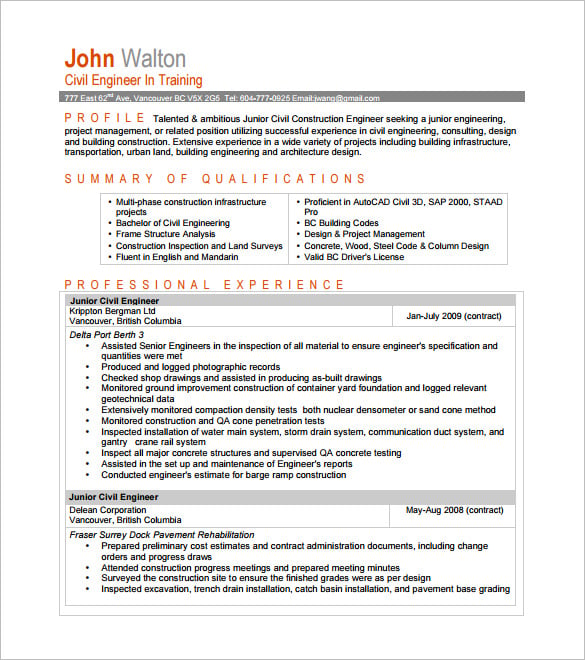 John Walton
Civil Engineer In Training
777 East 62nd Ave, Vancouver BC V5X 2G5 Tel: 604-777-0925 Email:jwang@gmail.com
PROFILE Talented & ambitious Junior Civil Construction Engineer seeking a junior engineering,
project management, or related position utilizing successful experience in civil engineering, consulting, design
and building construction. Extensive experience in a wide variety of projects including building infrastructure,
transportation, urban land, building engineering and architecture design.
SUMMARY OF QUALIFICATIONS
• Multi-phase construction infrastructure
projects
• Bachelor of Civil Engineering
• Frame Structure Analysis
• Construction Inspection and Land Surveys
• Fluent in English and Mandarin
• Proficient in AutoCAD Civil 3D, SAP 2000, STAAD
Pro
• BC Building Codes
• Design & Project Management
• Concrete, Wood, Steel Code & Column Design
• Valid BC Driver's License
PROFESSIONAL EXPERIENCE
Junior Civil Engineer
Krippton Bergman Ltd
Vancouver, British Columbia
Jan-July 2009 (contract)
Delta Port Berth 3
• Assisted Senior Engineers in the inspection of all material to ensure engineer's specification and
quantities were met
• Produced and logged photographic records
• Checked shop drawings and assisted in producing as-built drawings
• Monitored ground improvement construction of container yard foundation and logged relevant
geotechnical data
• Extensively monitored compaction density tests both nuclear densometer or sand cone method
• Monitored construction and QA cone penetration tests
• Inspected installation of water main system, storm drain system, communication duct system, and
gantry crane rail system
• Inspect all major concrete structures and supervised QA concrete testing
• Assisted in the set up and maintenance of Engineer's reports
• Conducted engineer's estimate for barge ramp construction
Junior Civil Engineer
Delean Corporation
Vancouver, British Columbia
May-Aug 2008 (contract)
Fraser Surrey Dock Pavement Rehabilitation
• Prepared preliminary cost estimates and contract administration documents, including change
orders and progress draws
• Attended construction progress meetings and prepared meeting minutes
• Surveyed the construction site to ensure the finished grades were as per design
• Inspected excavation, trench drain installation, catch basin installation, and pavement base grading